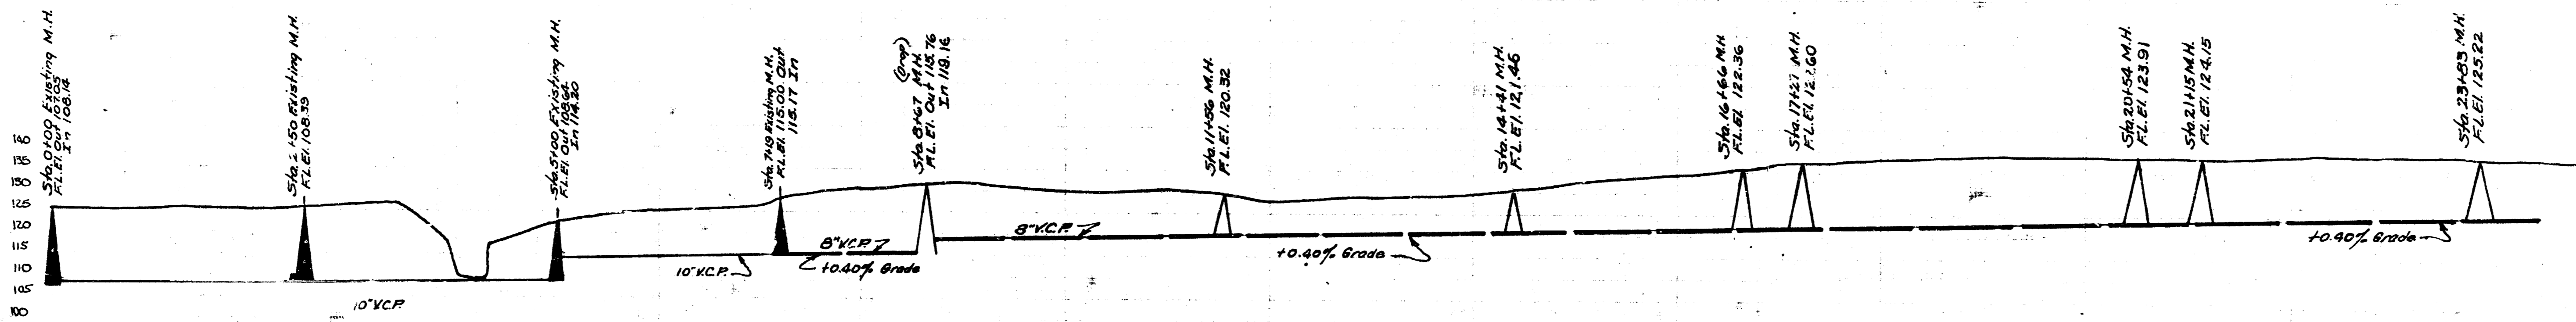 Sta. 0+00 Existing M.H.
F.L.El. Out 107.05
In 108.14
Sta. 2+50 Existing M.H.
F.L.El. 108.39
Sta. 5+00 Existing M.H.
F.L.El. Out 108.64
In 114.20
Sta. 7+19 Existing M.H.
F.L.El. 115.00 Out
115.17 In
(Drop)
Sta. 8+67 M.H.
F.L.El. Out 115.76
In 119.16
Sta. 11+56 M.H.
F.L.El. 120.32
Sta. 14+41 M.H.
F.L.El. 121.46
Sta. 16+66 M.H.
F.L.El. 122.36
Sta. 17+27 M.H.
F.L.El. 122.60
Sta. 20+54 M.H.
F.L.El. 123.91
Sta. 21+15 M.H.
F.L.El. 124.15
Sta. 23+83 M.H.
F.L.El. 125.22
135
130
125
120
115
110
105
100
10" V.C.P.
10" V.C.P.
8" V.C.P.
+0.40% Grade
8" V.C.P.
+0.40% Grade
+0.40% Grade